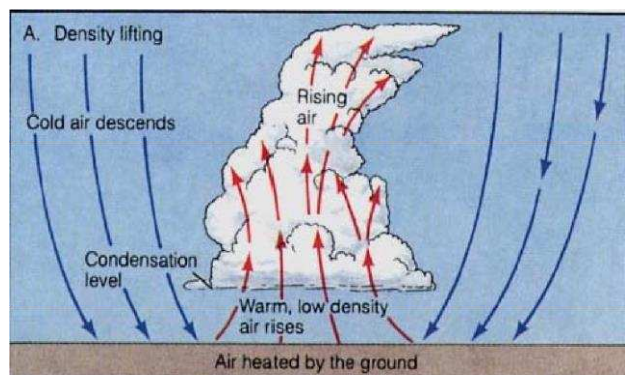 A. Density lifting
Cold air descends
Rising
air
Condensation
level
Warm, low density
air rises
Air heated by the ground